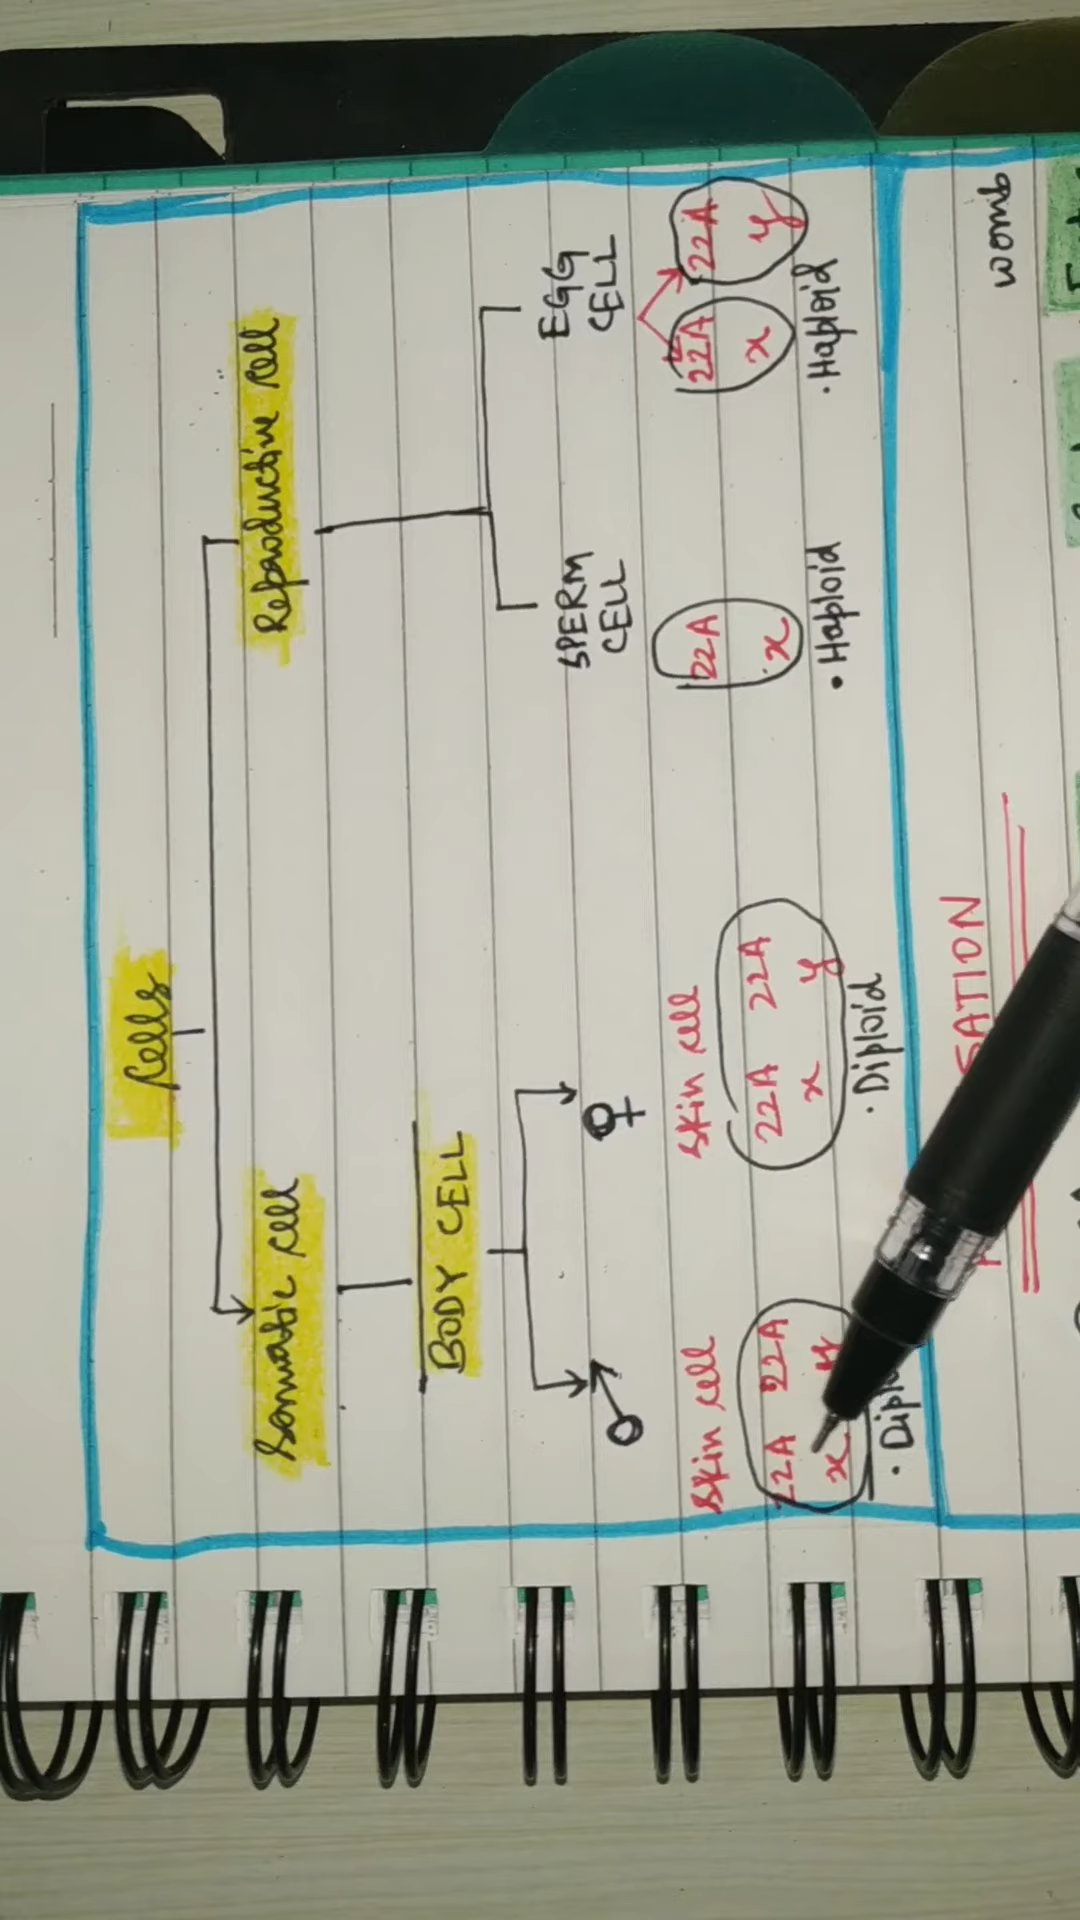 Cells
Somatic cell
Reproductive cell
BODY CELL
SPERM
CELL
EGG
CELL
♂
♀
Skin cell
Skin cell
22A 22A
x y
22A 22A
x y
22A
x
22A
x
22A
y
• Diploid
• Haploid
• Haploid
SATION
womb